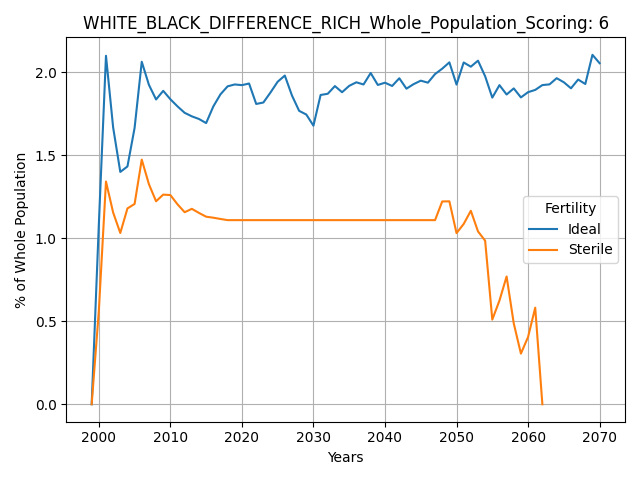 WHITE_BLACK_DIFFERENCE_RICH_Whole_Population_Scoring: 6
% of Whole Population
2.0
1.5
1.0
0.5
0.0
Fertility
Ideal
Sterile
2000 2010 2020 2030 2040 2050 2060 2070
Years